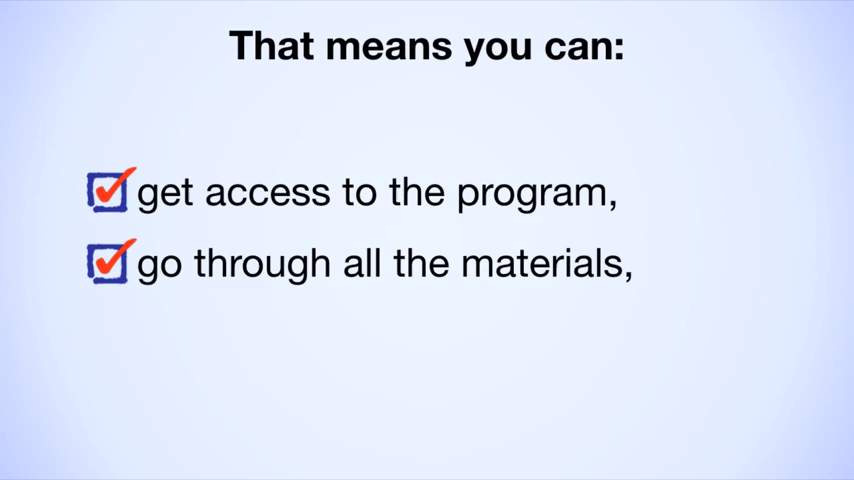 That means you can:
get access to the program,
go through all the materials,